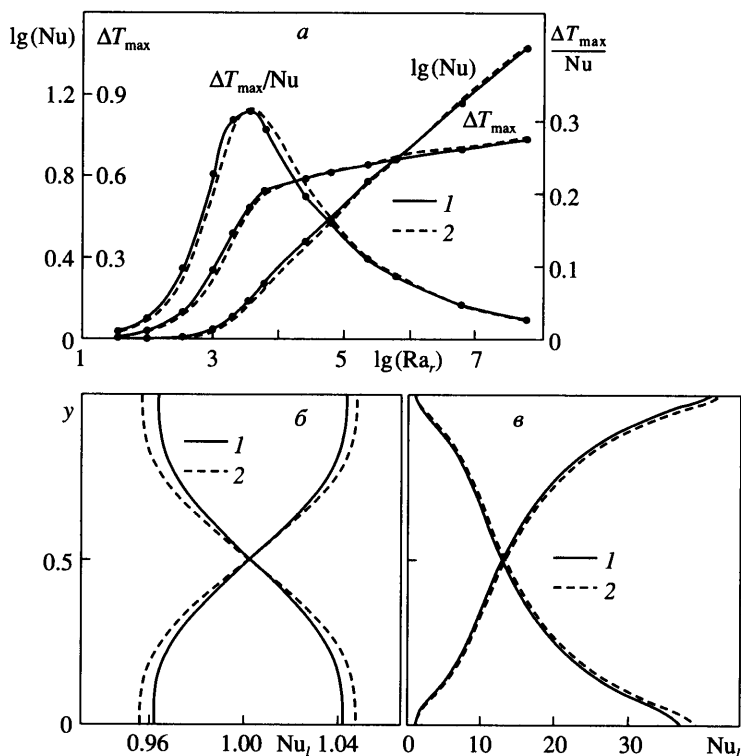 lg(Nu) ΔT_max а ΔT_max/Nu
ΔT_max/Nu
lg(Nu)
ΔT_max
1.2 0.9 0.3
0.8 0.6 0.2
1
2
0.4 0.3 0.1
0 0
1 3 5 lg(Ra_r) 7
y б в
1
2
0.5
1
2
0
0.96 1.00 Nu_l 1.04
0 10 20 30 Nu_l